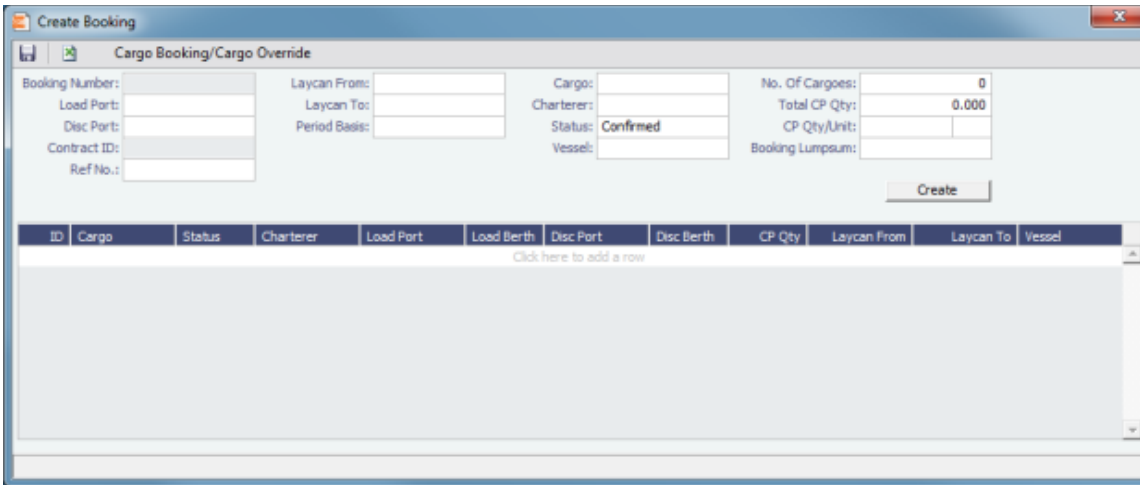 Create Booking
Cargo Booking/Cargo Override
Booking Number: Laycan From: Cargo: No. Of Cargoes: 0
Load Port: Laycan To: Charterer: Total CP Qty: 0.000
Disc Port: Period Basis: Status: Confirmed CP Qty/Unit:
Contract ID: Vessel: Booking Lumpsum:
Ref No.:
Create
ID Cargo Status Charterer Load Port Load Berth Disc Port Disc Berth CP Qty Laycan From Laycan To Vessel
Click here to add a row